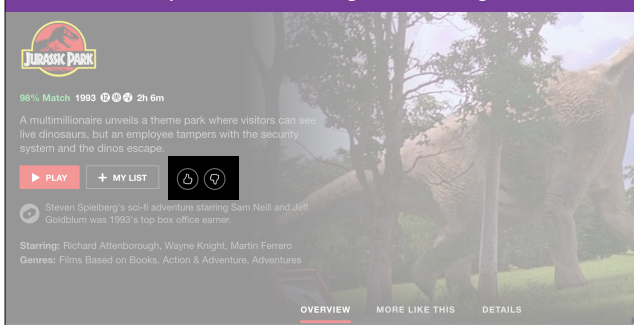 JURASSIC PARK
98% Match 1993 2h 6m
A multimillionaire unveils a theme park where visitors can see
live dinosaurs, but an employee tampers with the security
system and the dinos escape.
PLAY + MY LIST
Steven Spielberg's sci-fi adventure starring Sam Neill and Jeff
Goldblum was 1993's top box office earner.
Starring: Richard Attenborough, Wayne Knight, Martin Ferrero
Genres: Films Based on Books, Action & Adventure, Adventures
OVERVIEW MORE LIKE THIS DETAILS